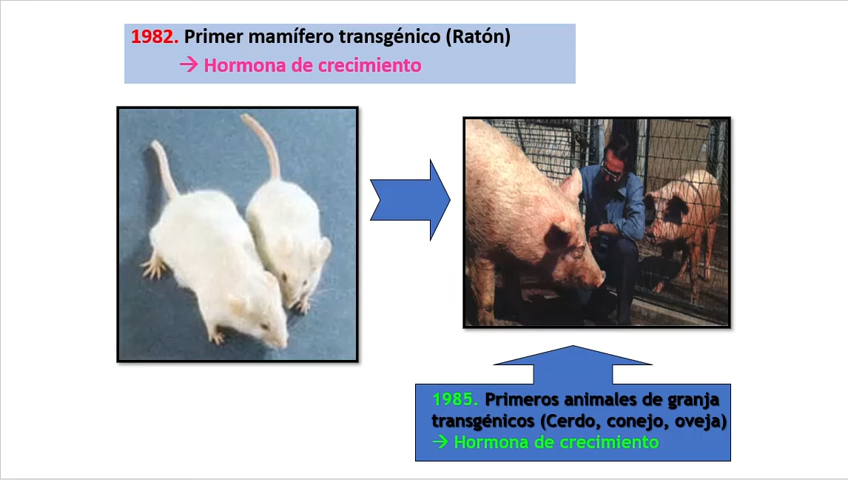 1982. Primer mamífero transgénico (Ratón)
→ Hormona de crecimiento
1985. Primeros animales de granja
transgénicos (Cerdo, conejo, oveja)
→ Hormona de crecimiento